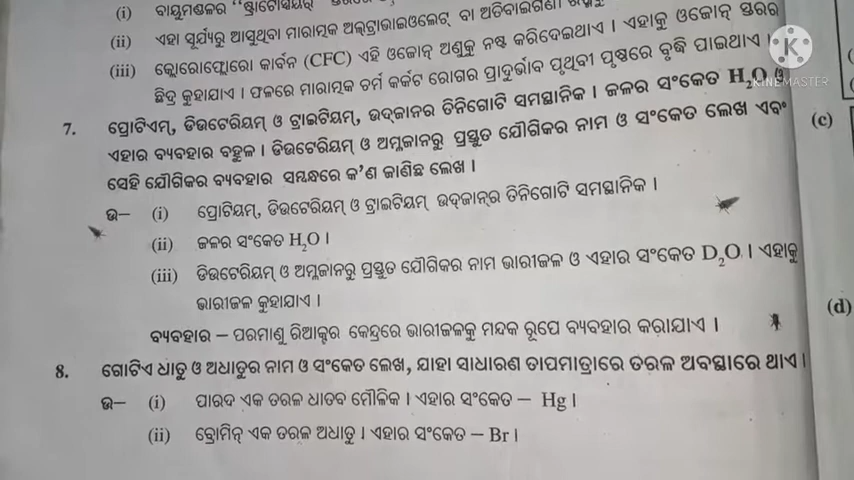 (i) ବାୟୁମଣ୍ଡଳର
(ii) ଏହା ସୂର୍ଯ୍ୟରୁ ଆସୁଥିବା ମାରାତ୍ମକ ଅଲ୍‌ଟ୍ରାଭାଇଓଲେଟ୍ ବା ଅତିବାଇଗଣୀ
(iii) କ୍ଲୋରୋଫ୍ଲୋରୋ କାର୍ବନ (CFC) ଏହି ଓଜୋନ୍ ଅଣୁକୁ ନଷ୍ଟ କରିଦେଇଥାଏ । ଏହାକୁ ଓଜୋନ୍ ସ୍ତରର
ଛିଦ୍ର କୁହାଯାଏ । ଫଳରେ ମାରାତ୍ମକ ଚର୍ମ କର୍କଟ ରୋଗର ପ୍ରାଦୁର୍ଭାବ ପୃଥିବୀ ପୃଷ୍ଠରେ ବୃଦ୍ଧି ପାଇଥାଏ ।
KINEMASTER
7. ପ୍ରୋଟିଏମ୍, ଡିଉଟେରିୟମ୍ ଓ ଟ୍ରାଇଟିୟମ୍, ଉଦ୍‌ଜାନର ତିନିଗୋଟି ସମସ୍ଥାନିକ । ଜଳର ସଂକେତ H₂O ଓ
ଏହାର ବ୍ୟବହାର ବହୁଳ । ଡିଉଟେରିୟମ୍ ଓ ଅମ୍ଳଜାନରୁ ପ୍ରସ୍ତୁତ ଯୌଗିକର ନାମ ଓ ସଂକେତ ଲେଖ ଏବଂ
ସେହି ଯୌଗିକର ବ୍ୟବହାର ସମ୍ବନ୍ଧରେ କ'ଣ ଜାଣିଛ ଲେଖ ।
ଉ– (i) ପ୍ରୋଟିୟମ୍, ଡିଉଟେରିୟମ୍ ଓ ଟ୍ରାଇଟିୟମ୍ ଉଦ୍‌ଜାନ୍‌ର ତିନିଗୋଟି ସମସ୍ଥାନିକ ।
(ii) ଜଳର ସଂକେତ H₂O ।
(iii) ଡିଉଟେରିୟମ୍ ଓ ଅମ୍ଳଜାନରୁ ପ୍ରସ୍ତୁତ ଯୌଗିକର ନାମ ଭାରୀଜଳ ଓ ଏହାର ସଂକେତ D₂O । ଏହାକୁ
ଭାରୀଜଳ କୁହାଯାଏ ।
ବ୍ୟବହାର – ପରମାଣୁ ରିଆକ୍ଟର କେନ୍ଦ୍ରରେ ଭାରୀଜଳକୁ ମନ୍ଦକ ରୂପେ ବ୍ୟବହାର କରାଯାଏ ।
8. ଗୋଟିଏ ଧାତୁ ଓ ଅଧାତୁର ନାମ ଓ ସଂକେତ ଲେଖ, ଯାହା ସାଧାରଣ ତାପମାତ୍ରାରେ ତରଳ ଅବସ୍ଥାରେ ଥାଏ ।
ଉ– (i) ପାରଦ ଏକ ତରଳ ଧାତବ ମୌଳିକ । ଏହାର ସଂକେତ – Hg ।
(ii) ବ୍ରୋମିନ୍ ଏକ ତରଳ ଅଧାତୁ । ଏହାର ସଂକେତ – Br ।
(c)
(d)